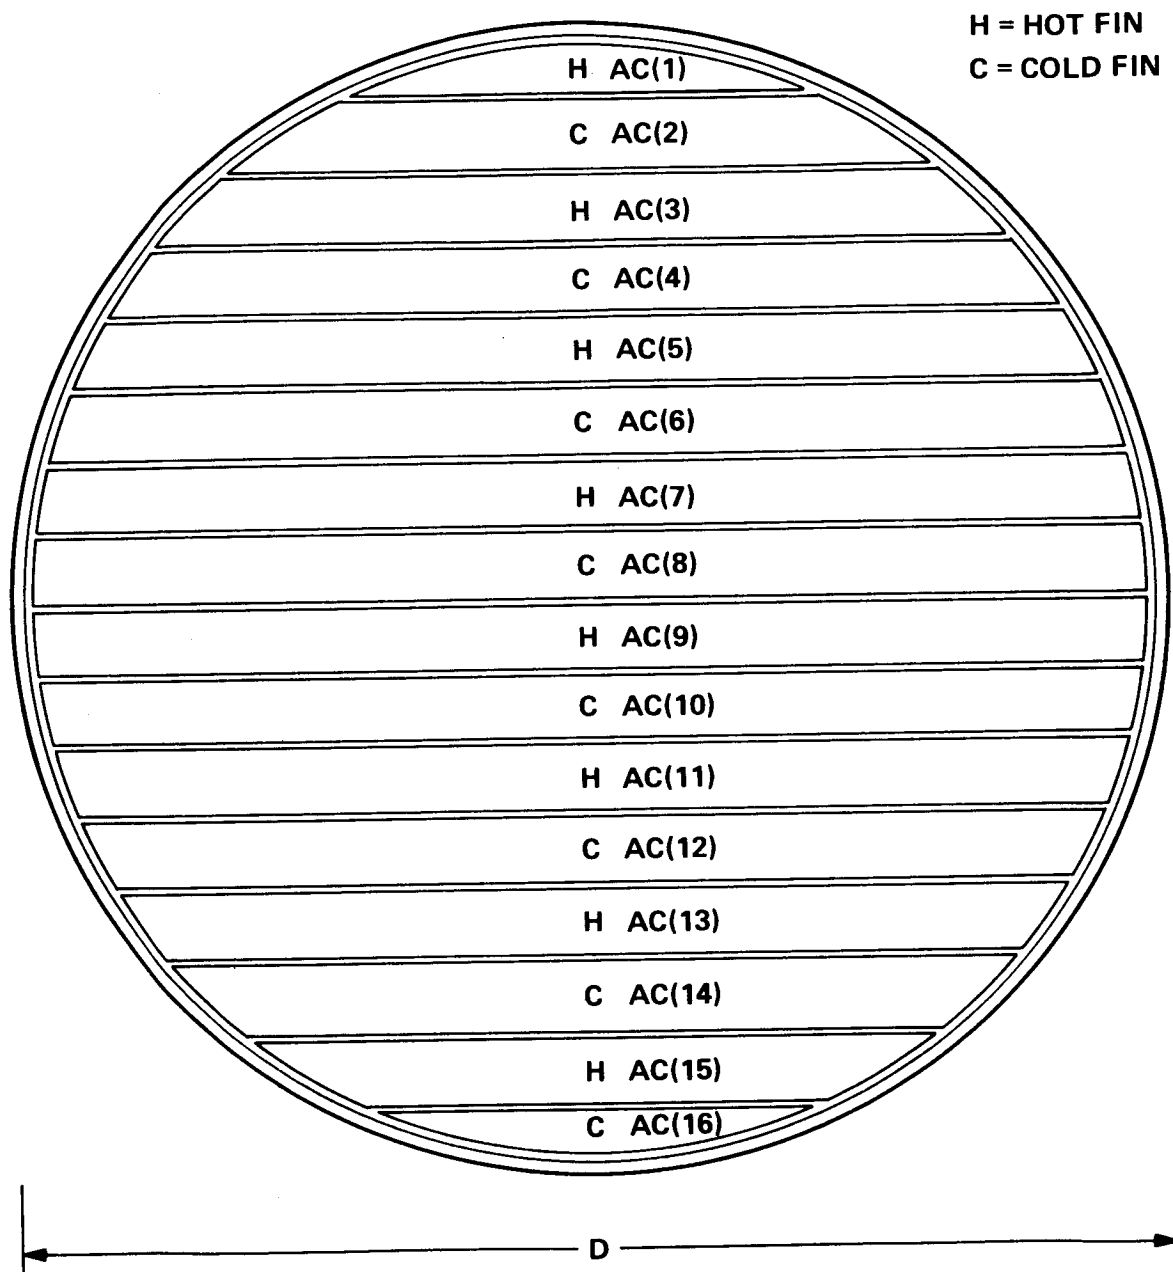 H = HOT FIN
C = COLD FIN
H AC(1)
C AC(2)
H AC(3)
C AC(4)
H AC(5)
C AC(6)
H AC(7)
C AC(8)
H AC(9)
C AC(10)
H AC(11)
C AC(12)
H AC(13)
C AC(14)
H AC(15)
C AC(16)
D